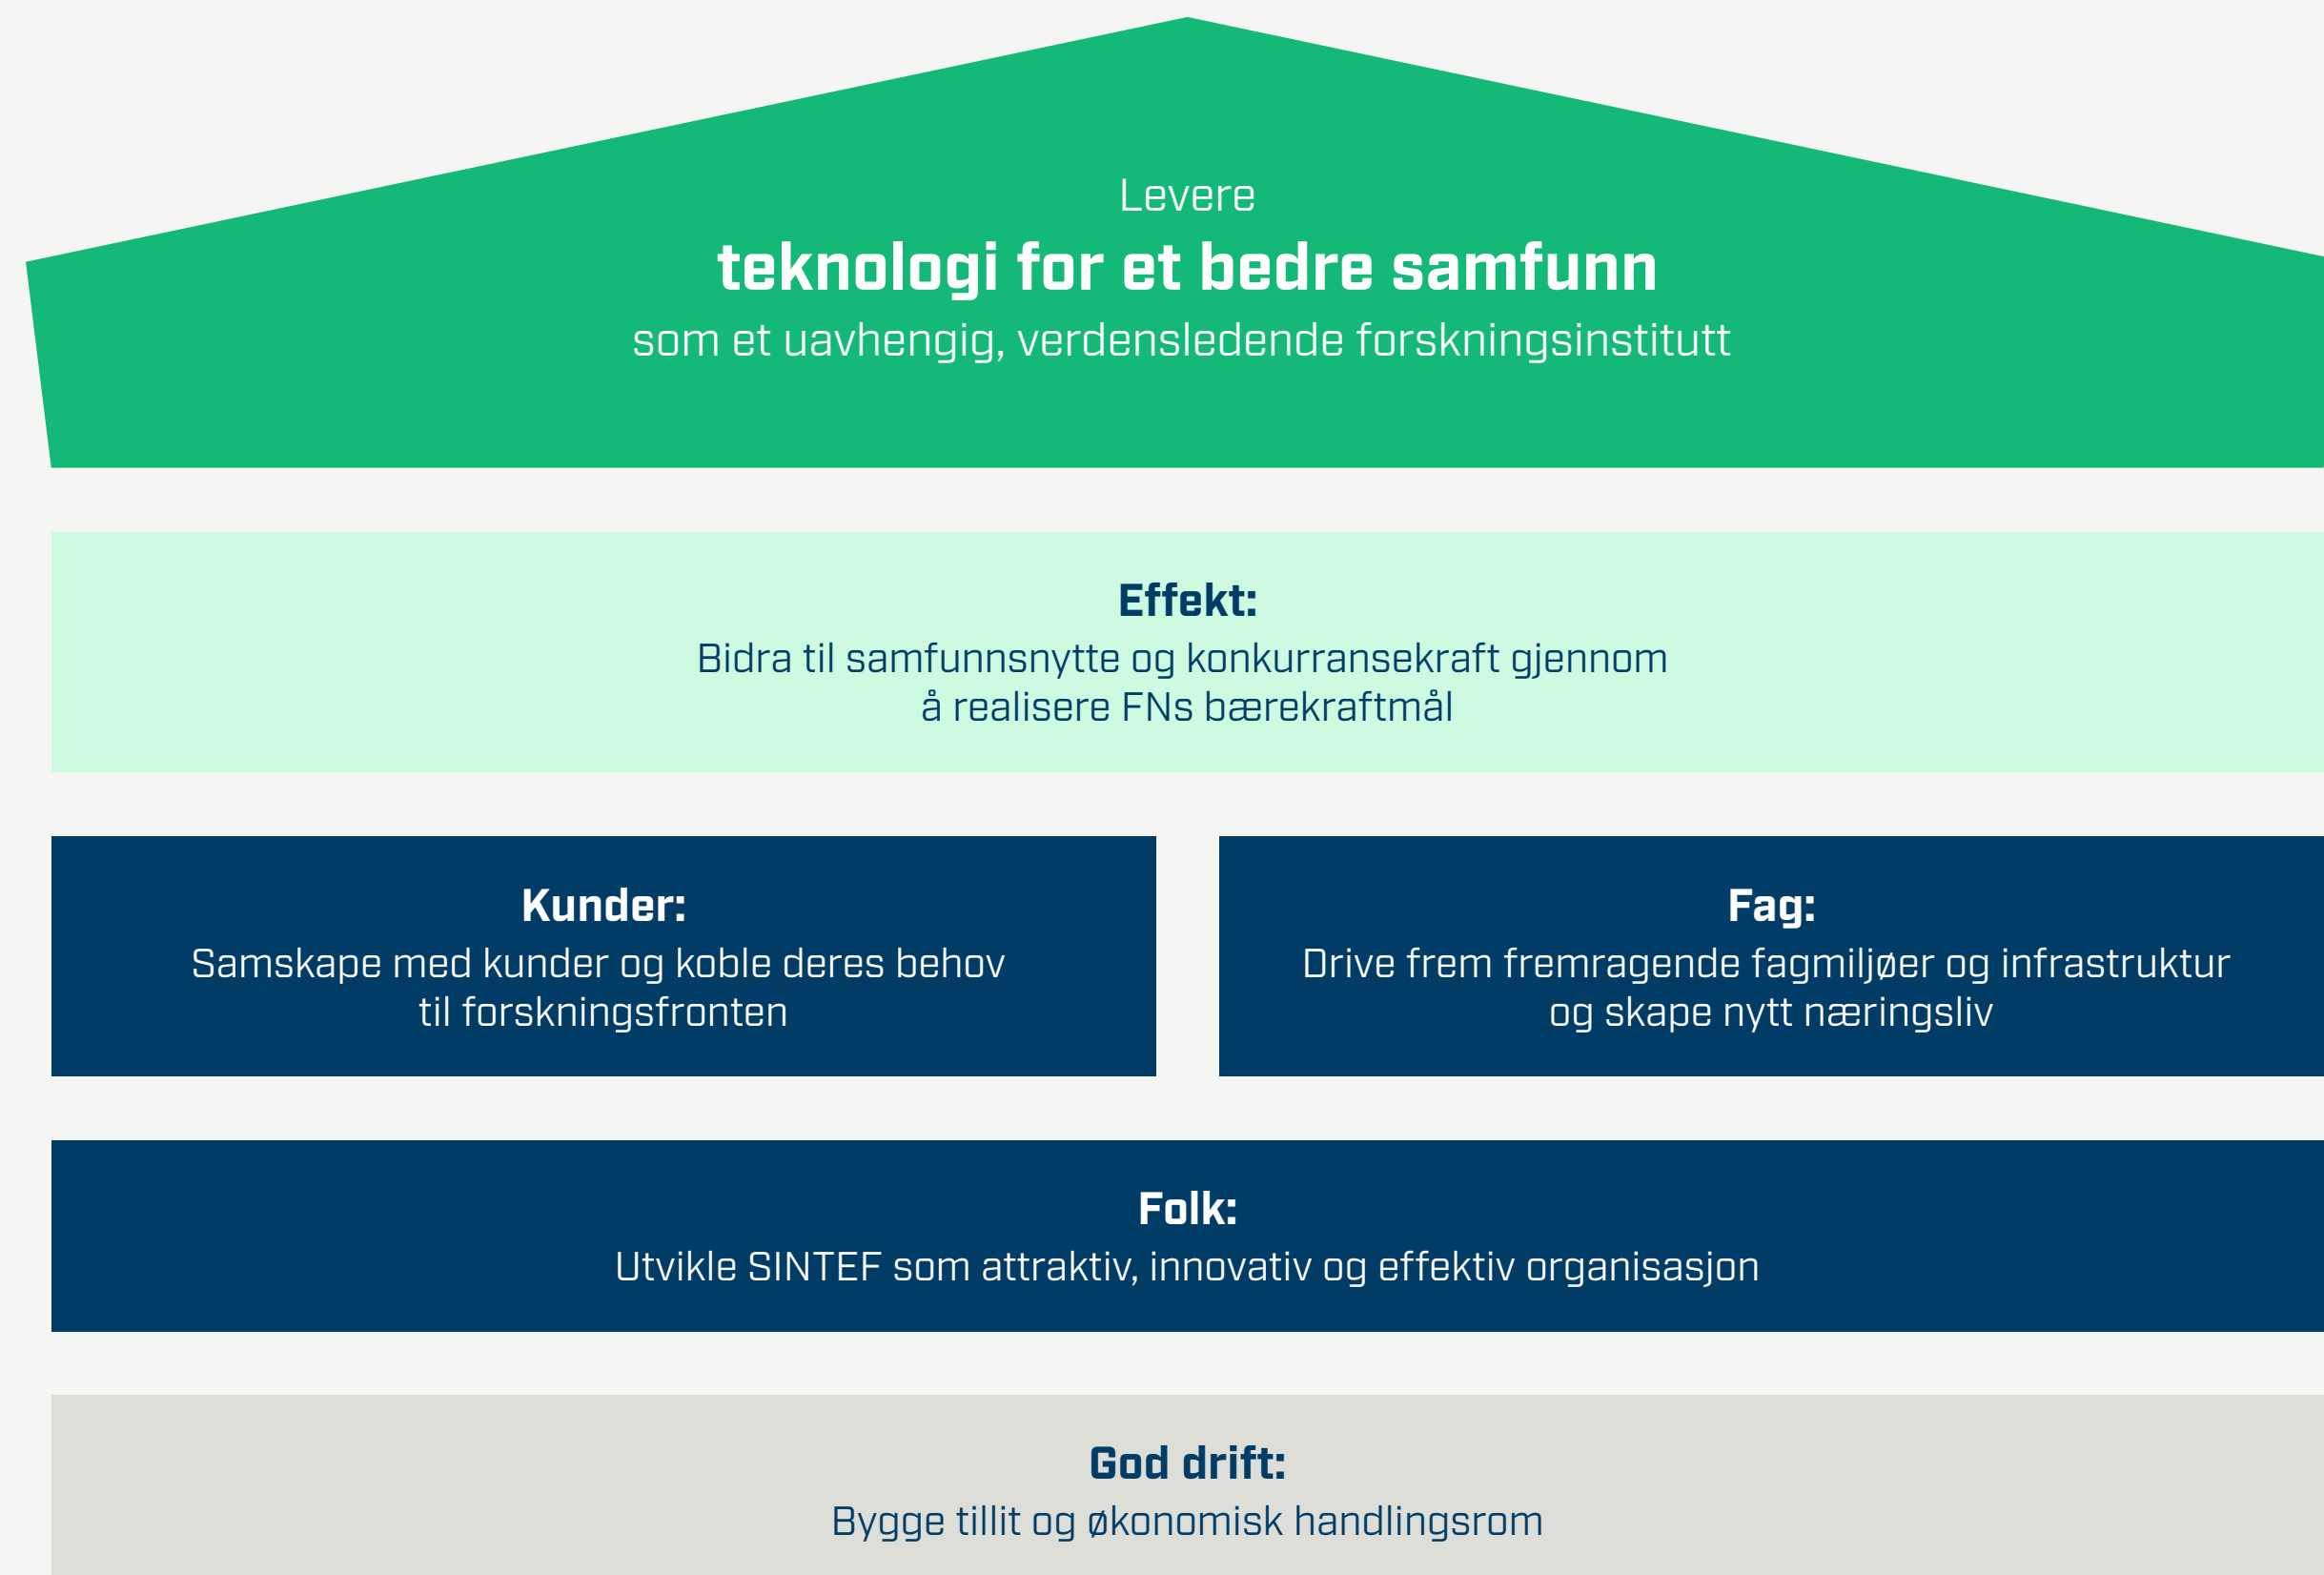 Levere
teknologi for et bedre samfunn
som et uavhengig, verdensledende forskningsinstitutt
Effekt:
Bidra til samfunnsnytte og konkurransekraft gjennom
å realisere FNs bærekraftmål
Kunder:
Samskape med kunder og koble deres behov
til forskningsfronten
Fag:
Drive frem fremragende fagmiljøer og infrastruktur
og skape nytt næringsliv
Folk:
Utvikle SINTEF som attraktiv, innovativ og effektiv organisasjon
God drift:
Bygge tillit og økonomisk handlingsrom